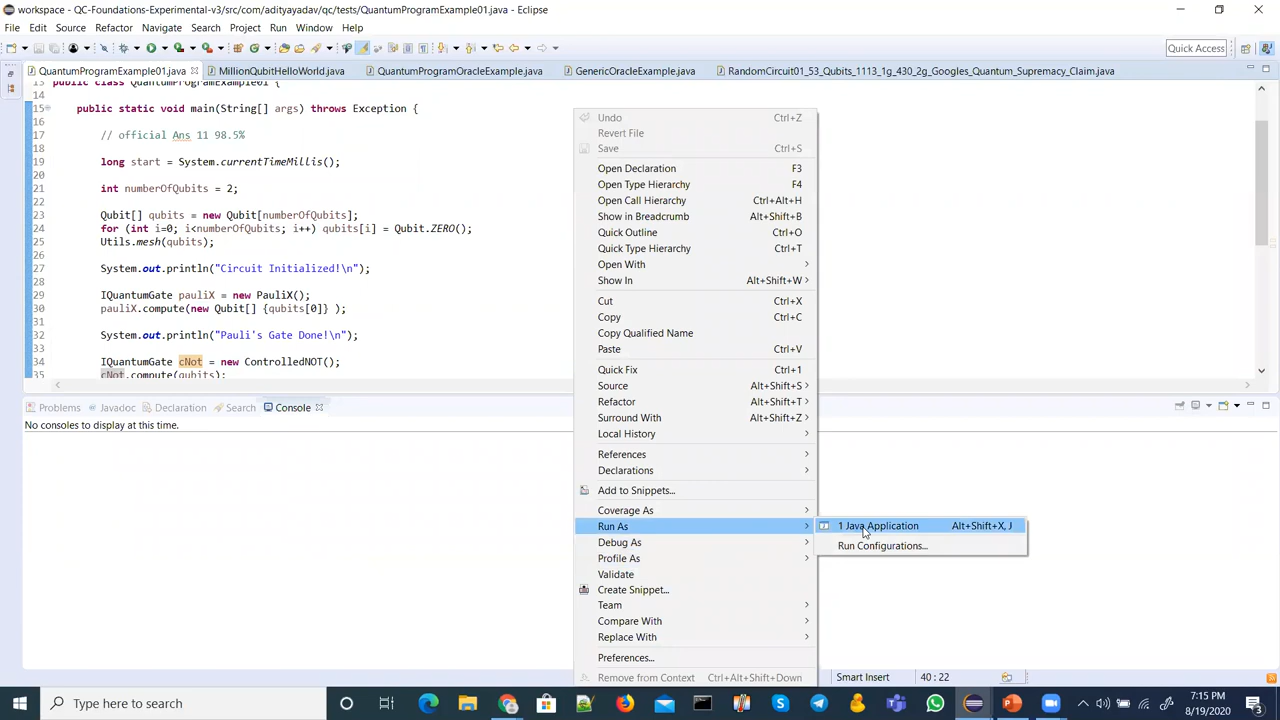 workspace - QC-Foundations-Experimental-v3/src/com/adityayadav/qc/tests/QuantumProgramExample01.java - Eclipse
File Edit Source Refactor Navigate Search Project Run Window Help
Quick Access
QuantumProgramExample01.java MillionQubitHelloWorld.java QuantumProgramOracleExample.java GenericOracleExample.java RandomCircuit01_53_Qubits_1113_1g_430_2g_Googles_Quantum_Supremacy_Claim.java
13 public class QuantumProgramExample01 {
14
15 public static void main(String[] args) throws Exception {
16
17 // official Ans 11 98.5%
18
19 long start = System.currentTimeMillis();
20
21 int numberOfQubits = 2;
22
23 Qubit[] qubits = new Qubit[numberOfQubits];
24 for (int i=0; i<numberOfQubits; i++) qubits[i] = Qubit.ZERO();
25 Utils.mesh(qubits);
26
27 System.out.println("Circuit Initialized!\n");
28
29 IQuantumGate pauliX = new PauliX();
30 pauliX.compute(new Qubit[] {qubits[0]} );
31
32 System.out.println("Pauli's Gate Done!\n");
33
34 IQuantumGate cNot = new ControlledNOT();
35 cNot.compute(qubits);
Problems Javadoc Declaration Search Console
No consoles to display at this time.
Undo Ctrl+Z
Revert File
Save Ctrl+S
Open Declaration F3
Open Type Hierarchy F4
Open Call Hierarchy Ctrl+Alt+H
Show in Breadcrumb Alt+Shift+B
Quick Outline Ctrl+O
Quick Type Hierarchy Ctrl+T
Open With
Show In Alt+Shift+W
Cut Ctrl+X
Copy Ctrl+C
Copy Qualified Name
Paste Ctrl+V
Quick Fix Ctrl+1
Source Alt+Shift+S
Refactor Alt+Shift+T
Surround With Alt+Shift+Z
Local History
References
Declarations
Add to Snippets...
Coverage As
Run As
Debug As
Profile As
Validate
Create Snippet...
Team
Compare With
Replace With
Preferences...
Remove from Context Ctrl+Alt+Shift+Down
1 Java Application Alt+Shift+X, J
Run Configurations...
Smart Insert 40 : 22
Type here to search
7:15 PM
8/19/2020